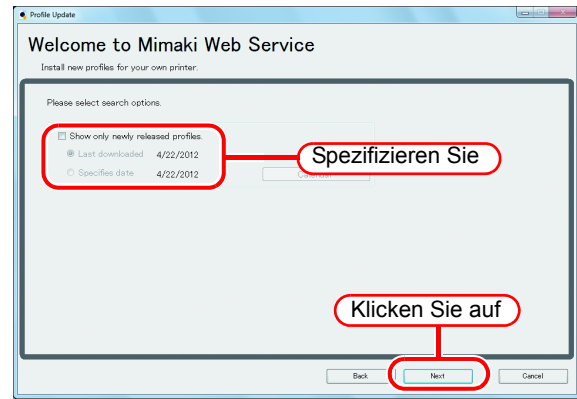 Profile Update
Welcome to Mimaki Web Service
Install new profiles for your own printer.
Please select search options.
Show only newly released profiles.
Last downloaded 4/22/2012
Spezifizieren Sie
Specifies date 4/22/2012
Klicken Sie auf
Back Next Cancel